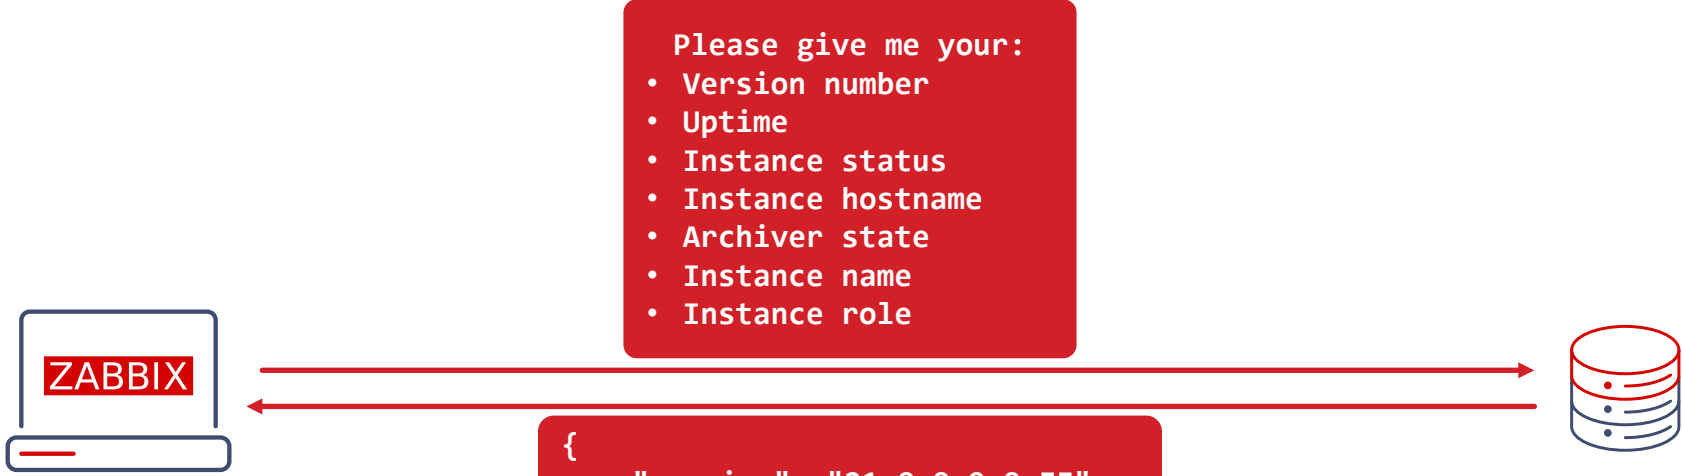 Please give me your:
• Version number
• Uptime
• Instance status
• Instance hostname
• Archiver state
• Instance name
• Instance role
ZABBIX
{